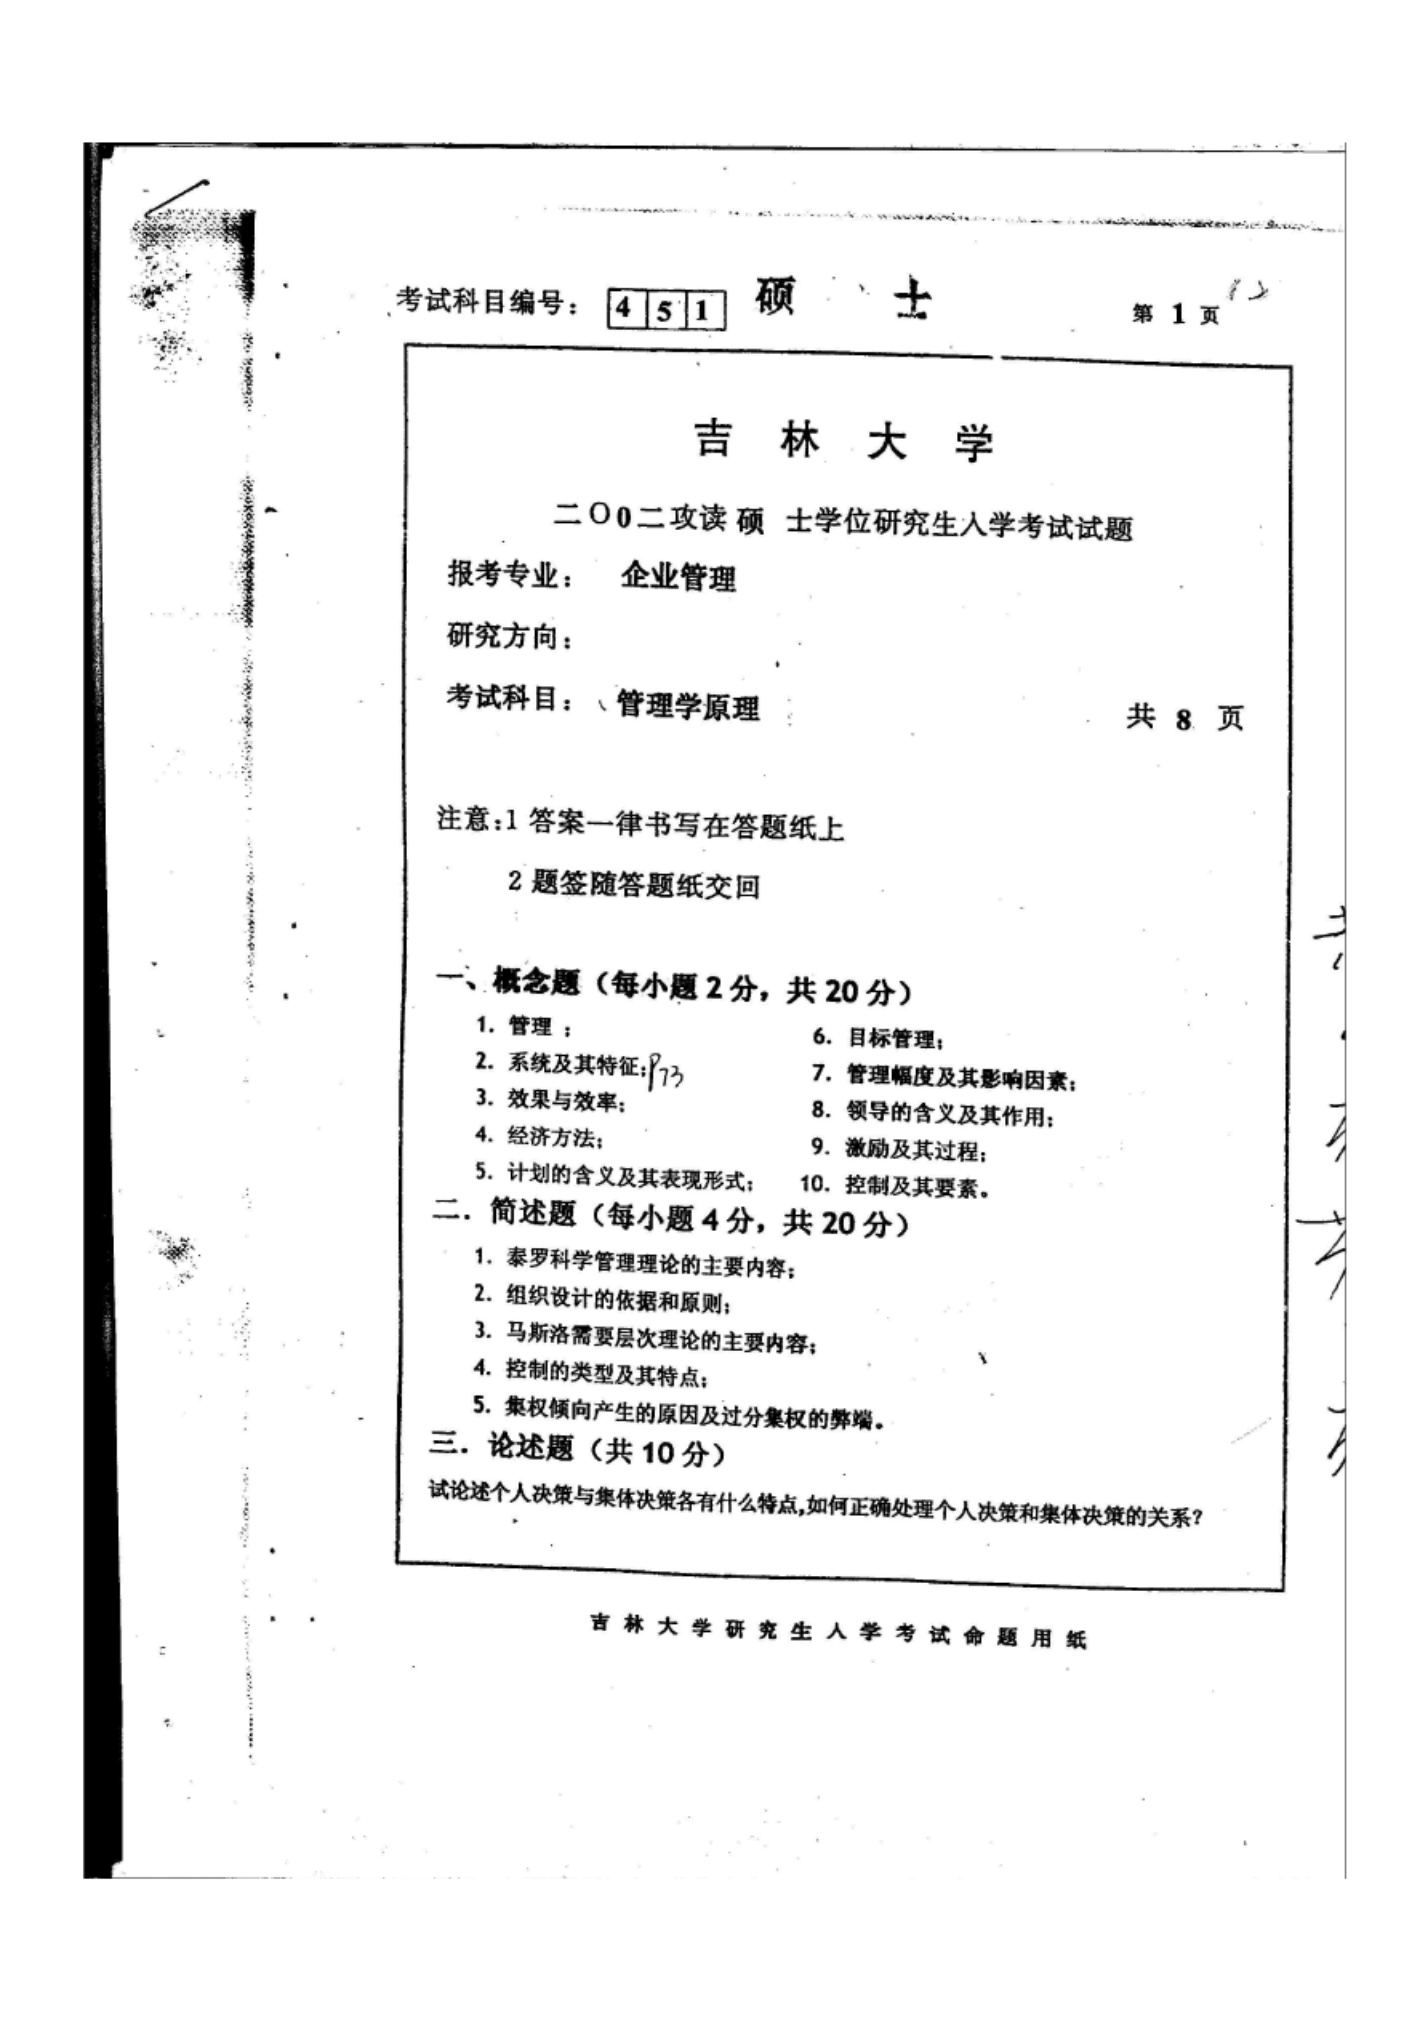 考试科目编号： 451 硕 士 第 1 页
吉 林 大 学
二〇0二攻读 硕 士学位研究生入学考试试题
报考专业： 企业管理
研究方向：
考试科目： 管理学原理
共 8 页
注意:1 答案一律书写在答题纸上
2 题签随答题纸交回
一、概念题（每小题 2 分，共 20 分）
1. 管理 ；
2. 系统及其特征；P73
3. 效果与效率；
4. 经济方法；
5. 计划的含义及其表现形式；
6. 目标管理；
7. 管理幅度及其影响因素；
8. 领导的含义及其作用；
9. 激励及其过程；
10. 控制及其要素。
二. 简述题（每小题 4 分，共 20 分）
1. 泰罗科学管理理论的主要内容；
2. 组织设计的依据和原则；
3. 马斯洛需要层次理论的主要内容；
4. 控制的类型及其特点；
5. 集权倾向产生的原因及过分集权的弊端。
三. 论述题（共 10 分）
试论述个人决策与集体决策各有什么特点,如何正确处理个人决策和集体决策的关系？
吉林大学研究生入学考试命题用纸